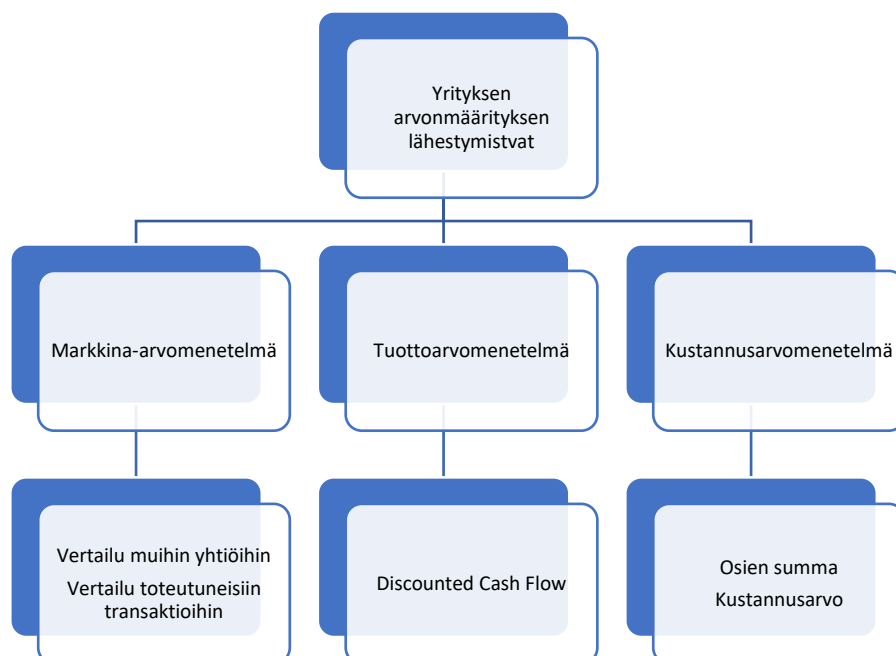 Yrityksen
arvonmäärityksen
lähestymistvat
Markkina-arvomenetelmä
Tuottoarvomenetelmä
Kustannusarvomenetelmä
Vertailu muihin yhtiöihin
Vertailu toteutuneisiin
transaktioihin
Discounted Cash Flow
Osien summa
Kustannusarvo